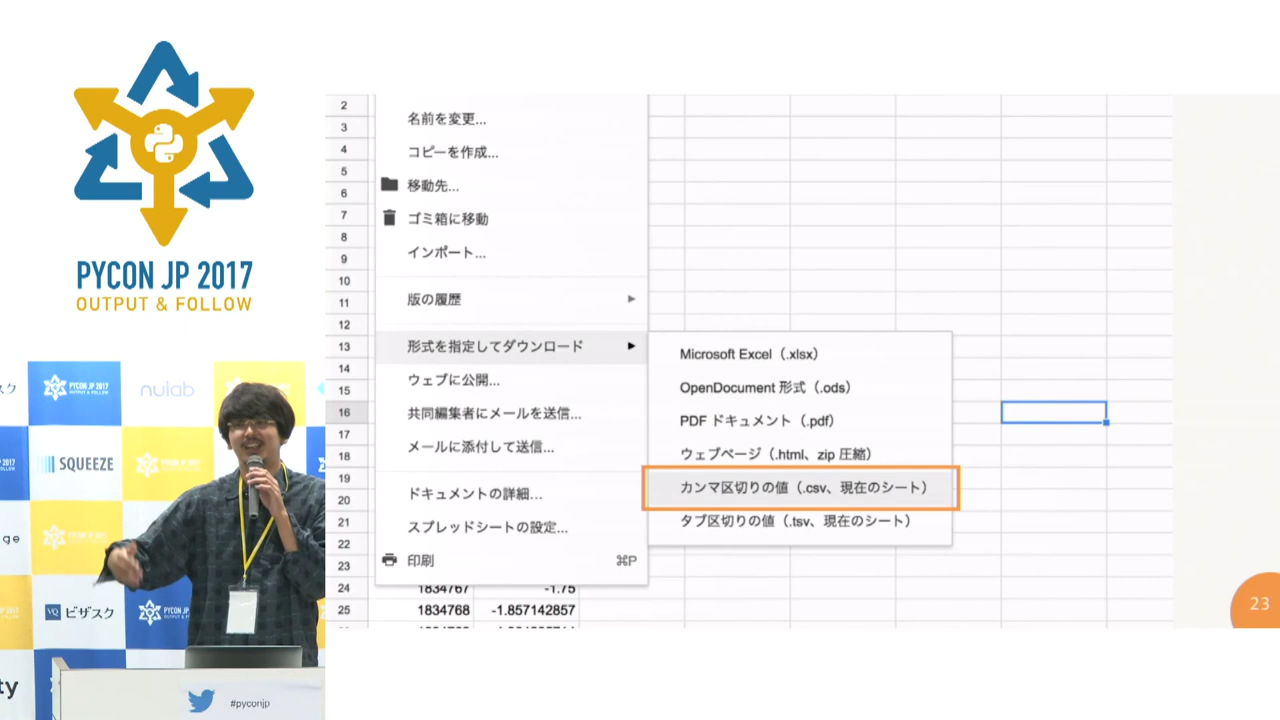 PYCON JP 2017
OUTPUT & FOLLOW
スク
PYCON JP 2017
OUTPUT & FOLLOW
nulab
SQUEEZE
ge
VQ ビザスク
PYCON JP
ty
#pyconjp
2
3
4
5
6
7
8
9
10
11
12
13
14
15
16
17
18
19
20
21
22
23
24
25
名前を変更...
コピーを作成...
移動先...
ゴミ箱に移動
インポート...
版の履歴
形式を指定してダウンロード
ウェブに公開...
共同編集者にメールを送信...
メールに添付して送信...
ドキュメントの詳細...
スプレッドシートの設定...
印刷 ⌘P
Microsoft Excel（.xlsx）
OpenDocument 形式（.ods）
PDF ドキュメント（.pdf）
ウェブページ（.html、zip 圧縮）
カンマ区切りの値（.csv、現在のシート）
タブ区切りの値（.tsv、現在のシート）
1834767 -1.75
1834768 -1.857142857
23